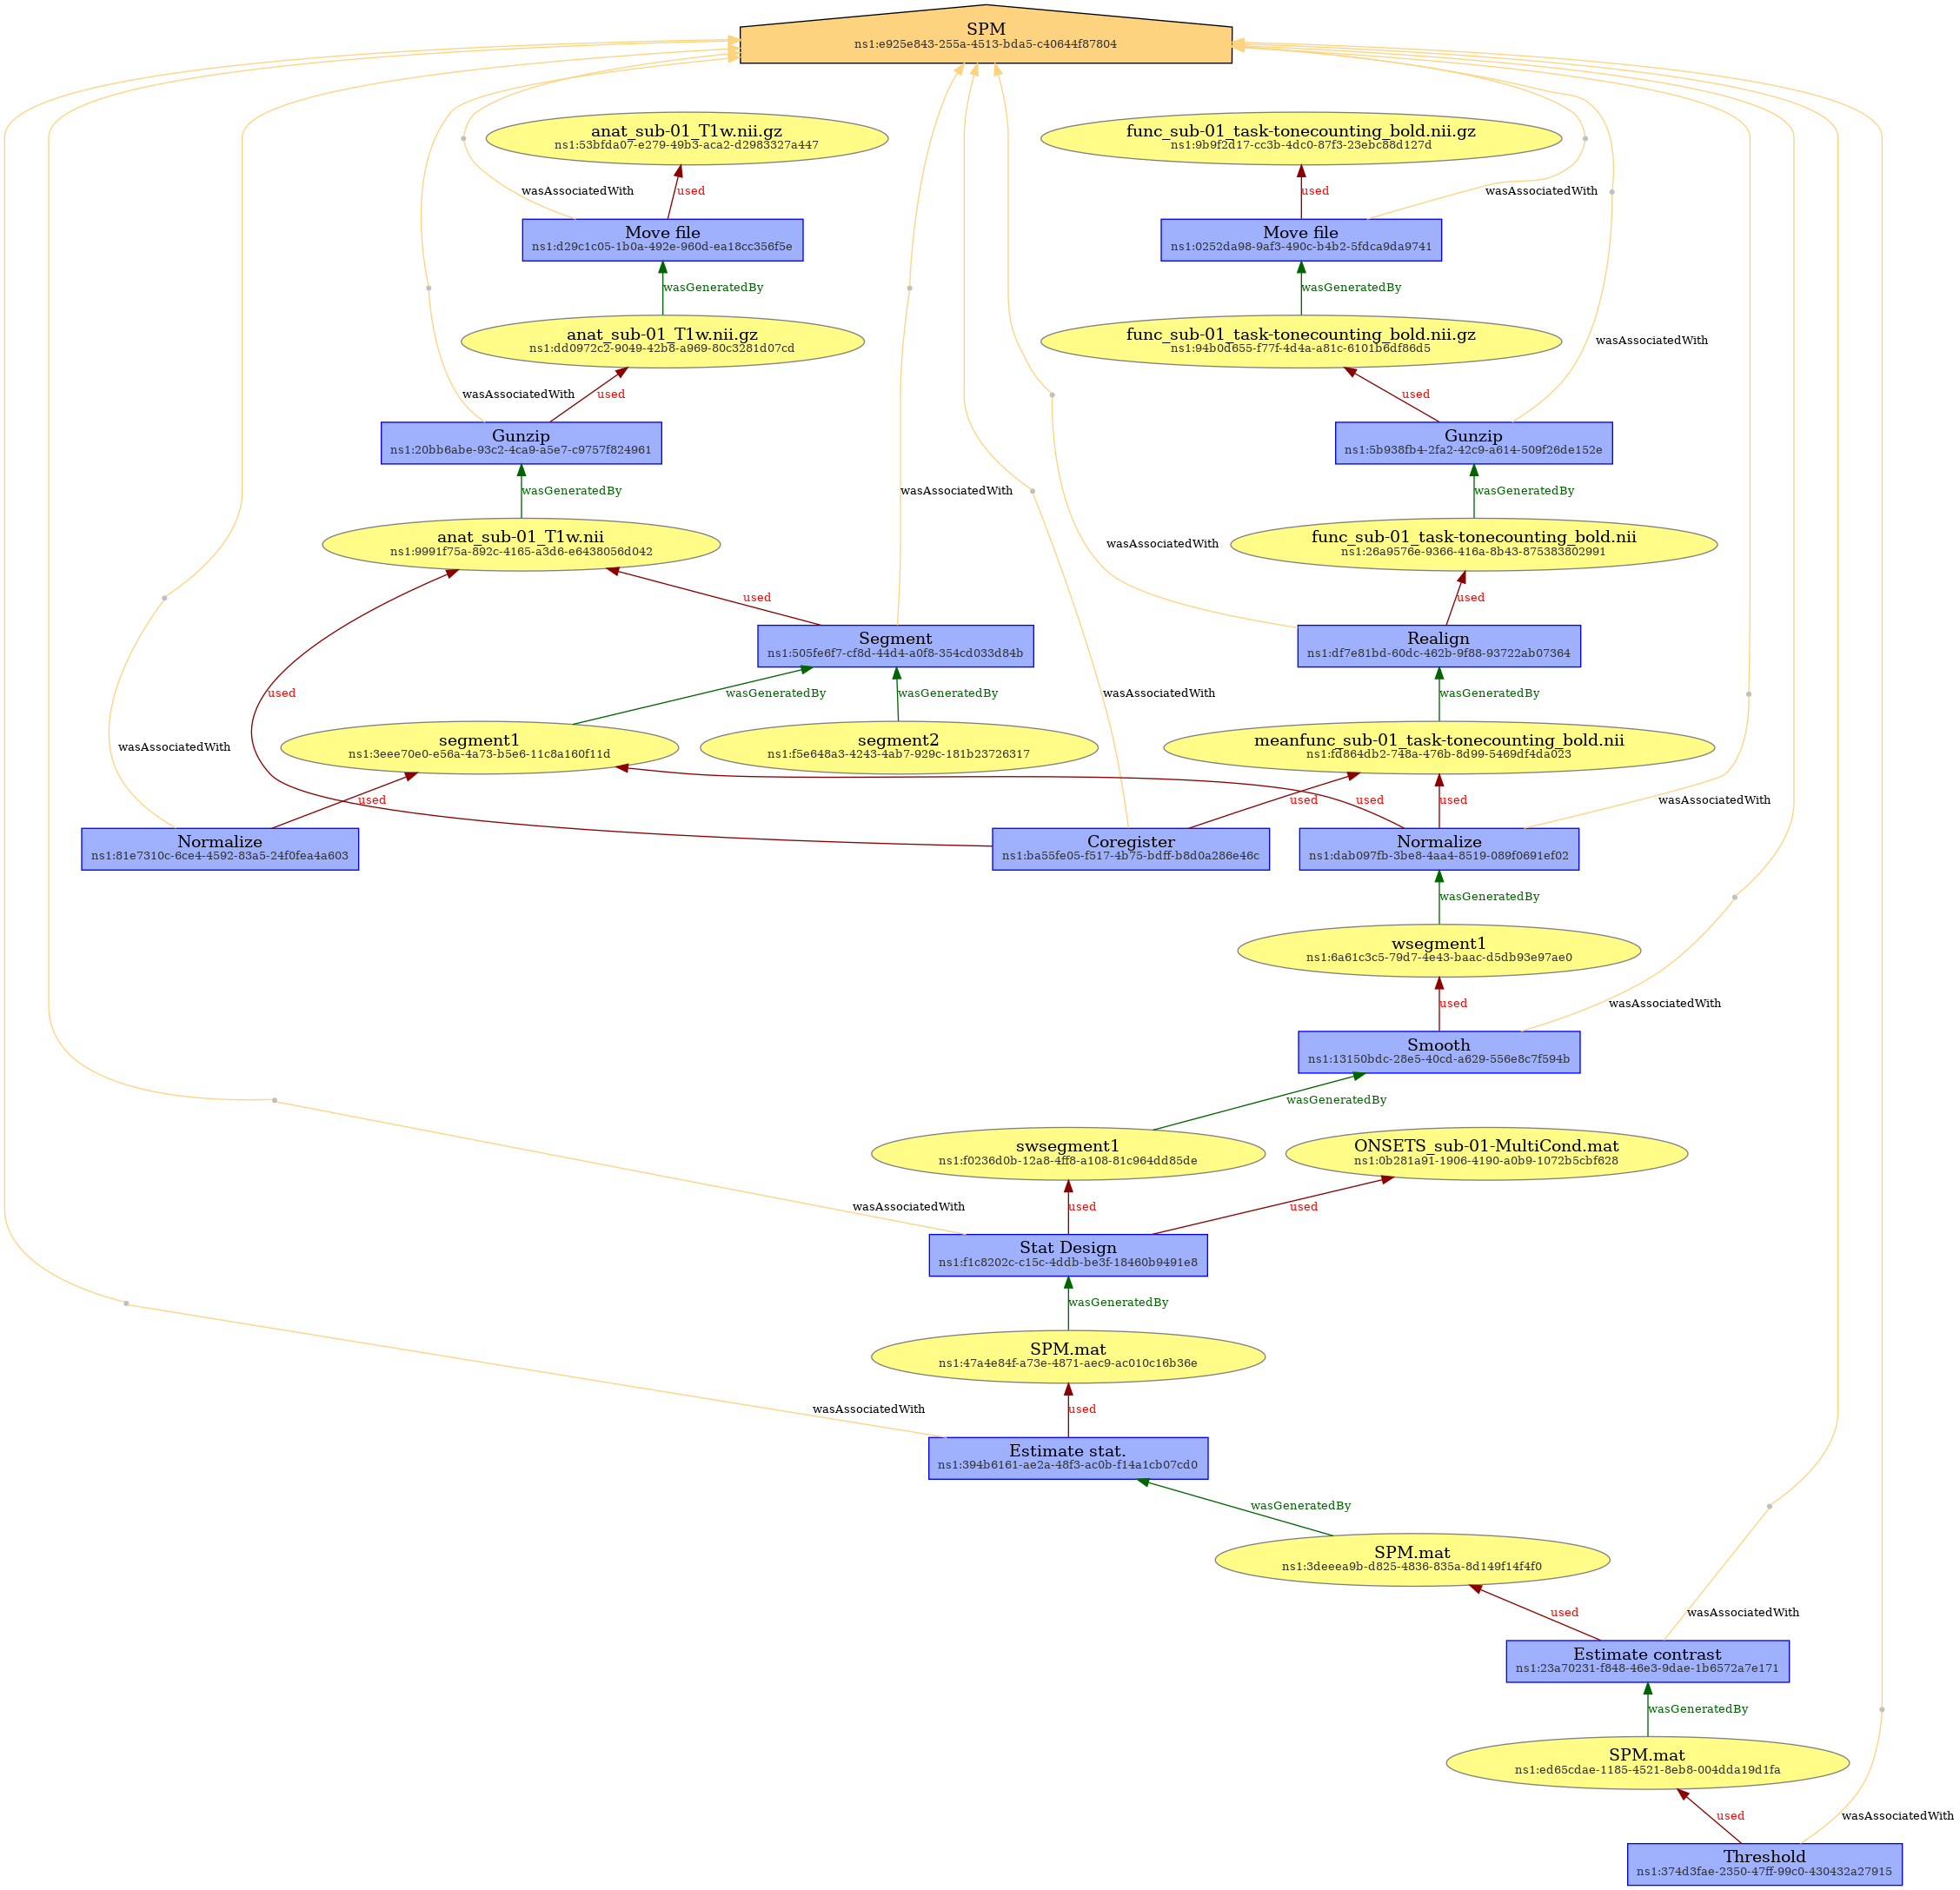 SPM
ns1:e925e843-255a-4513-bda5-c40644f87804
anat_sub-01_T1w.nii.gz
ns1:53bfda07-e279-49b3-aca2-d2983327a447
func_sub-01_task-tonecounting_bold.nii.gz
ns1:9b9f2d17-cc3b-4dc0-87f3-23ebc88d127d
wasAssociatedWith
used
used
wasAssociatedWith
Move file
ns1:d29c1c05-1b0a-492e-960d-ea18cc356f5e
Move file
ns1:0252da98-9af3-490c-b4b2-5fdca9da9741
wasGeneratedBy
wasGeneratedBy
anat_sub-01_T1w.nii.gz
ns1:dd0972c2-9049-42b8-a969-80c3281d07cd
func_sub-01_task-tonecounting_bold.nii.gz
ns1:94b0d655-f77f-4d4a-a81c-6101b6df86d5
wasAssociatedWith
wasAssociatedWith
used
used
Gunzip
ns1:20bb6abe-93c2-4ca9-a5e7-c9757f824961
Gunzip
ns1:5b938fb4-2fa2-42c9-a614-509f26de152e
wasGeneratedBy
wasAssociatedWith
wasGeneratedBy
anat_sub-01_T1w.nii
ns1:9991f75a-892c-4165-a3d6-e6438056d042
wasAssociatedWith
func_sub-01_task-tonecounting_bold.nii
ns1:26a9576e-9366-416a-8b43-875383802991
used
used
Segment
ns1:505fe6f7-cf8d-44d4-a0f8-354cd033d84b
Realign
ns1:df7e81bd-60dc-462b-9f88-93722ab07364
used
wasGeneratedBy
wasGeneratedBy
wasAssociatedWith
wasGeneratedBy
wasAssociatedWith
segment1
ns1:3eee70e0-e56a-4a73-b5e6-11c8a160f11d
segment2
ns1:f5e648a3-4243-4ab7-929c-181b23726317
meanfunc_sub-01_task-tonecounting_bold.nii
ns1:fd864db2-748a-476b-8d99-5469df4da023
used
used
used
used
wasAssociatedWith
Normalize
ns1:81e7310c-6ce4-4592-83a5-24f0fea4a603
Coregister
ns1:ba55fe05-f517-4b75-bdff-b8d0a286e46c
Normalize
ns1:dab097fb-3be8-4aa4-8519-089f0691ef02
wasGeneratedBy
wsegment1
ns1:6a61c3c5-79d7-4e43-baac-d5db93e97ae0
used
wasAssociatedWith
Smooth
ns1:13150bdc-28e5-40cd-a629-556e8c7f594b
wasGeneratedBy
swsegment1
ns1:f0236d0b-12a8-4ff8-a108-81c964dd85de
ONSETS_sub-01-MultiCond.mat
ns1:0b281a91-1906-4190-a0b9-1072b5cbf628
wasAssociatedWith
used
used
Stat Design
ns1:f1c8202c-c15c-4ddb-be3f-18460b9491e8
wasGeneratedBy
SPM.mat
ns1:47a4e84f-a73e-4871-aec9-ac010c16b36e
wasAssociatedWith
used
Estimate stat.
ns1:394b6161-ae2a-48f3-ac0b-f14a1cb07cd0
wasGeneratedBy
SPM.mat
ns1:3deeea9b-d825-4836-835a-8d149f14f4f0
used
wasAssociatedWith
Estimate contrast
ns1:23a70231-f848-46e3-9dae-1b6572a7e171
wasGeneratedBy
SPM.mat
ns1:ed65cdae-1185-4521-8eb8-004dda19d1fa
used
wasAssociatedWith
Threshold
ns1:374d3fae-2350-47ff-99c0-430432a27915